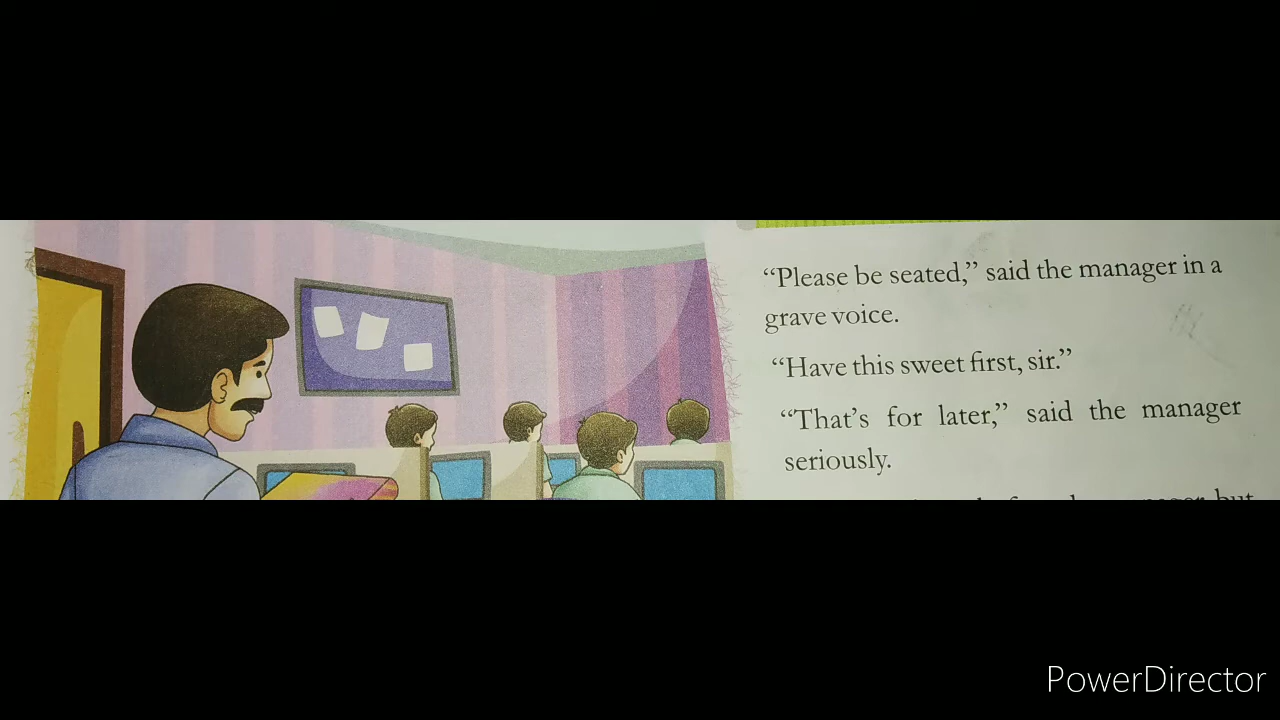 “Please be seated,” said the manager in a
grave voice.
“Have this sweet first, sir.”
“That’s for later,” said the manager
seriously.
but
PowerDirector